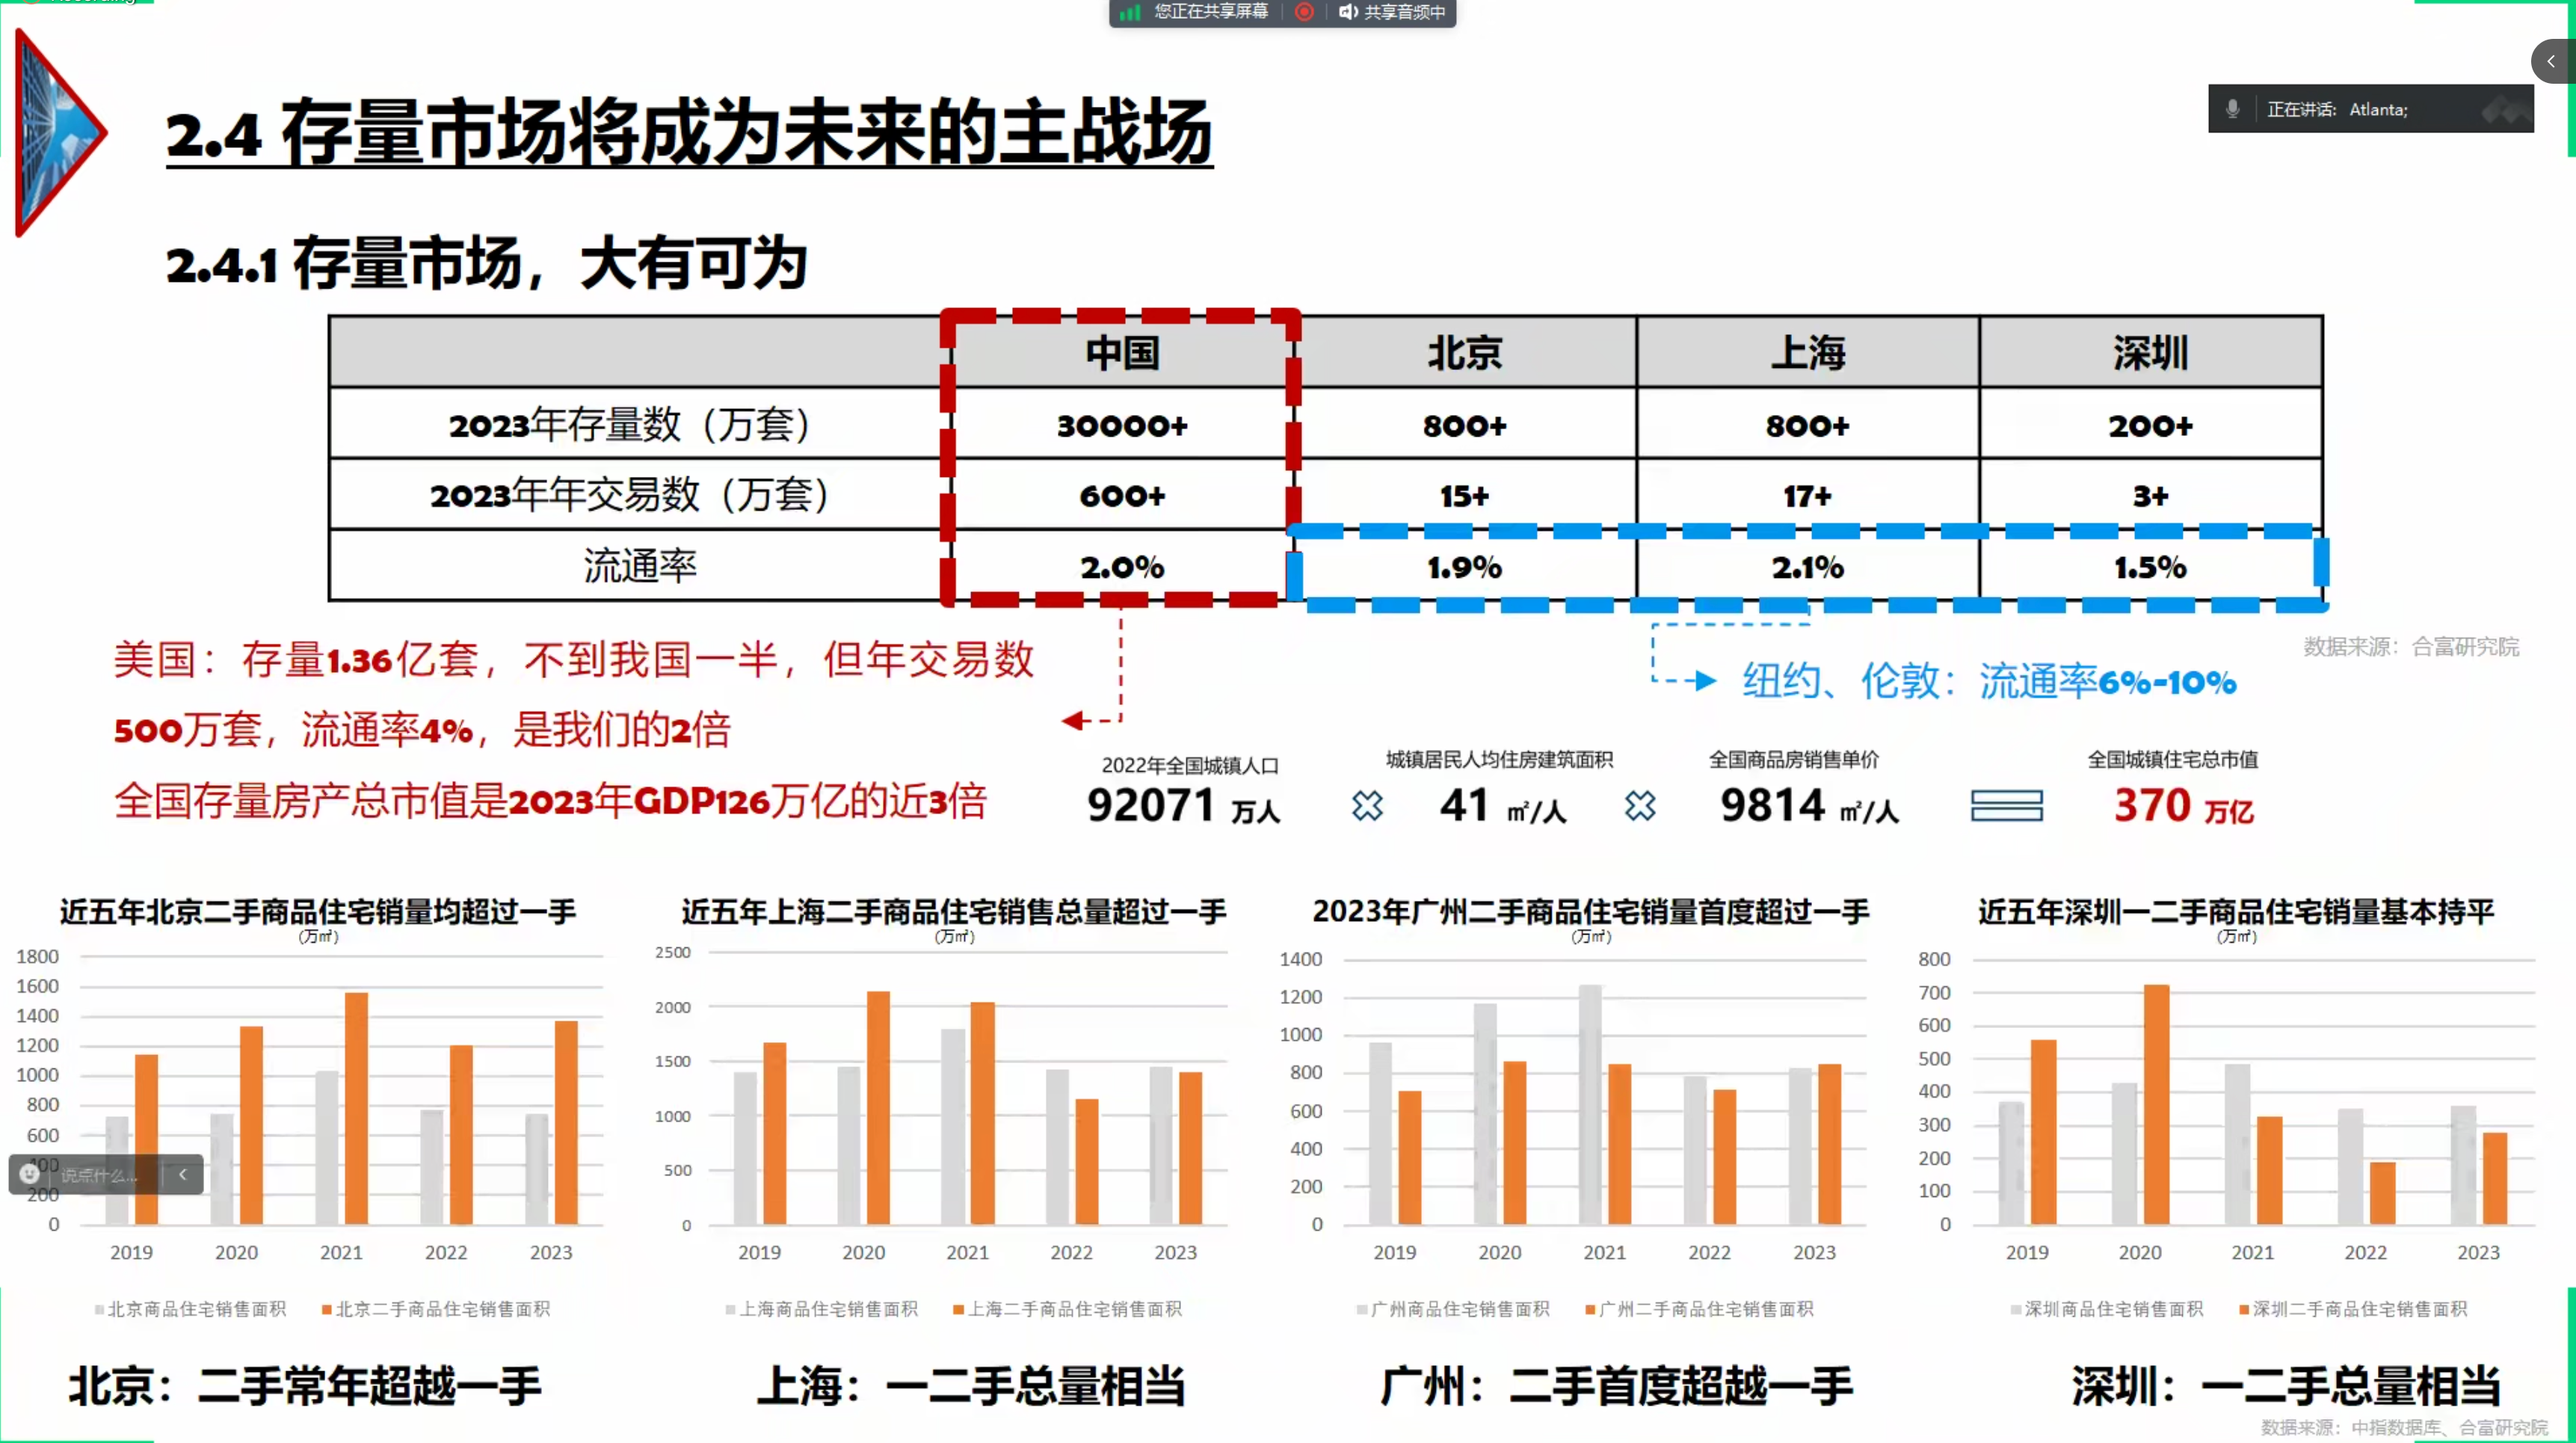 您正在共享屏幕 共享音频中
正在讲话: Atlanta;
2.4 存量市场将成为未来的主战场
2.4.1 存量市场，大有可为
中国 北京 上海 深圳
2023年存量数（万套） 30000+ 800+ 800+ 200+
2023年年交易数（万套） 600+ 15+ 17+ 3+
流通率 2.0% 1.9% 2.1% 1.5%
数据来源：合富研究院
美国：存量1.36亿套，不到我国一半，但年交易数
500万套，流通率4%，是我们的2倍
全国存量房产总市值是2023年GDP126万亿的近3倍
纽约、伦敦：流通率6%-10%
2022年全国城镇人口 城镇居民人均住房建筑面积 全国商品房销售单价 全国城镇住宅总市值
92071 万人 41 ㎡/人 9814 ㎡/人 370 万亿
近五年北京二手商品住宅销量均超过一手
(万㎡)
1800
1600
1400
1200
1000
800
600
400
200
0
2019 2020 2021 2022 2023
北京商品住宅销售面积 北京二手商品住宅销售面积
说点什么...
近五年上海二手商品住宅销售总量超过一手
(万㎡)
2500
2000
1500
1000
500
0
2019 2020 2021 2022 2023
上海商品住宅销售面积 上海二手商品住宅销售面积
2023年广州二手商品住宅销量首度超过一手
(万㎡)
1400
1200
1000
800
600
400
200
0
2019 2020 2021 2022 2023
广州商品住宅销售面积 广州二手商品住宅销售面积
近五年深圳一二手商品住宅销量基本持平
(万㎡)
800
700
600
500
400
300
200
100
0
2019 2020 2021 2022 2023
深圳商品住宅销售面积 深圳二手商品住宅销售面积
北京：二手常年超越一手
上海：一二手总量相当
广州：二手首度超越一手
深圳：一二手总量相当
数据来源：中指数据库、合富研究院